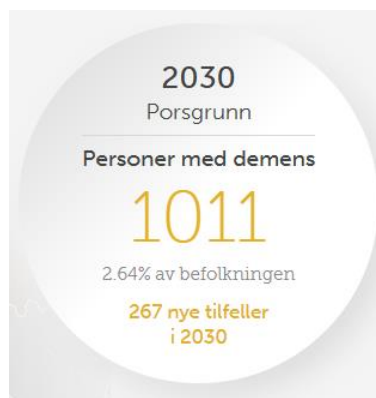 2030
Porsgrunn
Personer med demens
1011
2.64% av befolkningen
267 nye tilfeller
i 2030